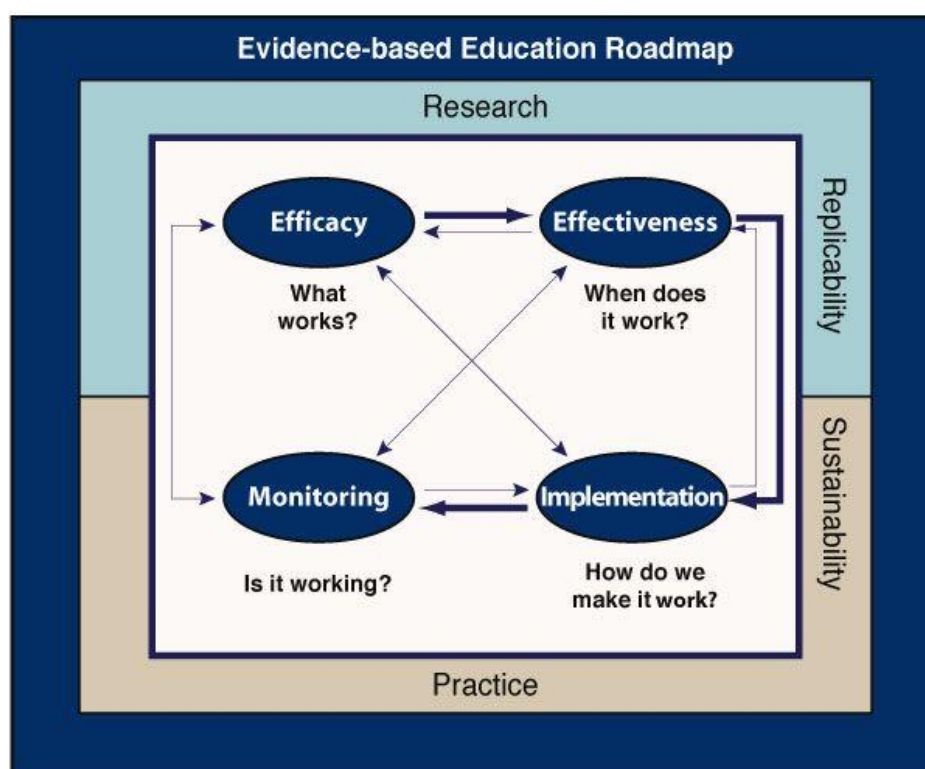 Evidence-based Education Roadmap
Research
Replicability
Efficacy
Effectiveness
What
works?
When does
it work?
Sustainability
Monitoring
Implementation
Is it working?
How do we
make it work?
Practice